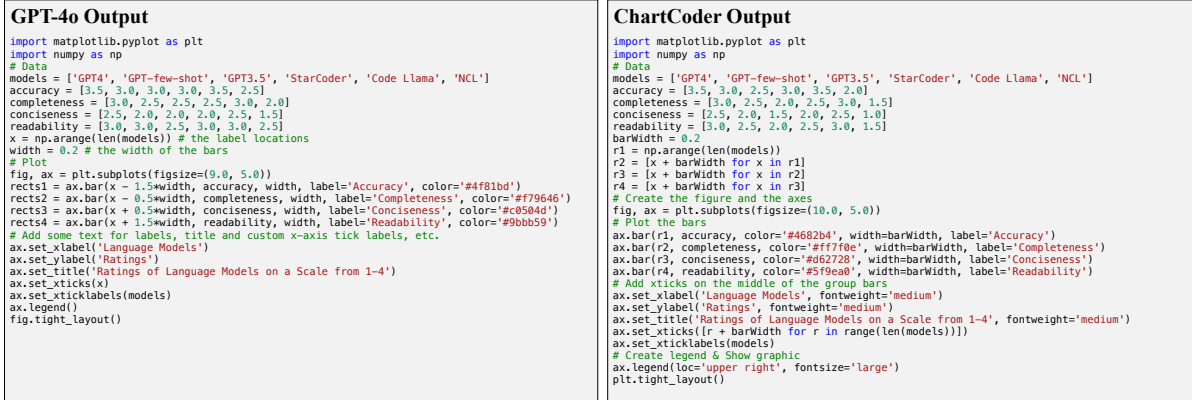 GPT-4o Output
import matplotlib.pyplot as plt
import numpy as np
# Data
models = ['GPT4', 'GPT-few-shot', 'GPT3.5', 'StarCoder', 'Code Llama', 'NCL']
accuracy = [3.5, 3.0, 3.0, 3.0, 3.5, 2.5]
completeness = [3.0, 2.5, 2.5, 2.5, 3.0, 2.0]
conciseness = [2.5, 2.0, 2.0, 2.0, 2.5, 1.5]
readability = [3.0, 3.0, 2.5, 3.0, 3.0, 2.5]
x = np.arange(len(models)) # the label locations
width = 0.2 # the width of the bars
# Plot
fig, ax = plt.subplots(figsize=(9.0, 5.0))
rects1 = ax.bar(x - 1.5*width, accuracy, width, label='Accuracy', color='#4f81bd')
rects2 = ax.bar(x - 0.5*width, completeness, width, label='Completeness', color='#f79646')
rects3 = ax.bar(x + 0.5*width, conciseness, width, label='Conciseness', color='#c0504d')
rects4 = ax.bar(x + 1.5*width, readability, width, label='Readability', color='#9bbb59')
# Add some text for labels, title and custom x-axis tick labels, etc.
ax.set_xlabel('Language Models')
ax.set_ylabel('Ratings')
ax.set_title('Ratings of Language Models on a Scale from 1-4')
ax.set_xticks(x)
ax.set_xticklabels(models)
ax.legend()
fig.tight_layout()
ChartCoder Output
import matplotlib.pyplot as plt
import numpy as np
# Data
models = ['GPT4', 'GPT-few-shot', 'GPT3.5', 'StarCoder', 'Code Llama', 'NCL']
accuracy = [3.5, 3.0, 2.5, 3.0, 3.5, 2.0]
completeness = [3.0, 2.5, 2.0, 2.5, 3.0, 1.5]
conciseness = [2.5, 2.0, 1.5, 2.0, 2.5, 1.0]
readability = [3.0, 2.5, 2.0, 2.5, 3.0, 1.5]
barWidth = 0.2
r1 = np.arange(len(models))
r2 = [x + barWidth for x in r1]
r3 = [x + barWidth for x in r2]
r4 = [x + barWidth for x in r3]
# Create the figure and the axes
fig, ax = plt.subplots(figsize=(10.0, 5.0))
# Plot the bars
ax.bar(r1, accuracy, color='#4682b4', width=barWidth, label='Accuracy')
ax.bar(r2, completeness, color='#ff7f0e', width=barWidth, label='Completeness')
ax.bar(r3, conciseness, color='#d62728', width=barWidth, label='Conciseness')
ax.bar(r4, readability, color='#5f9ea0', width=barWidth, label='Readability')
# Add xticks on the middle of the group bars
ax.set_xlabel('Language Models', fontweight='medium')
ax.set_ylabel('Ratings', fontweight='medium')
ax.set_title('Ratings of Language Models on a Scale from 1-4', fontweight='medium')
ax.set_xticks([r + barWidth for r in range(len(models))])
ax.set_xticklabels(models)
# Create legend & Show graphic
ax.legend(loc='upper right', fontsize='large')
plt.tight_layout()